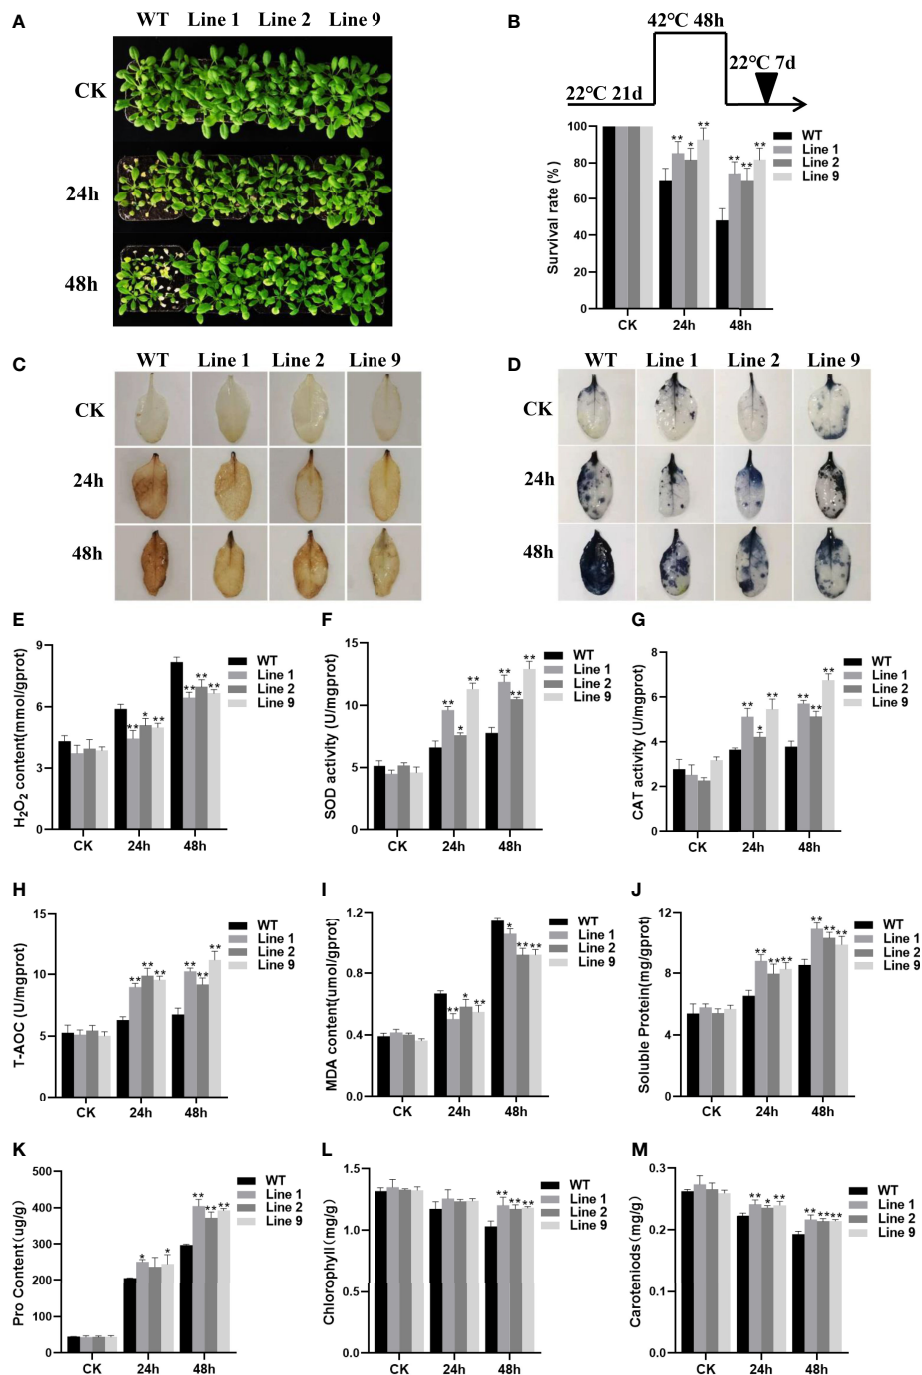 A
WT Line 1 Line 2 Line 9
CK
24h
48h
B
42℃ 48h
22℃ 21d
22℃ 7d
Survival rate (%)
100
80
60
40
20
0
** * **
** ** **
WT
Line 1
Line 2
Line 9
CK 24h 48h
C
WT Line 1 Line 2 Line 9
CK
24h
48h
D
WT Line 1 Line 2 Line 9
CK
24h
48h
E
H2O2 content(mmol/gprot)
9
6
3
0
** * **
** ** **
WT
Line 1
Line 2
Line 9
CK 24h 48h
F
SOD activity (U/mgprot)
15
10
5
0
** * **
** ** **
WT
Line 1
Line 2
Line 9
CK 24h 48h
G
CAT activity (U/mgprot)
8
6
4
2
0
** * **
** ** **
WT
Line 1
Line 2
Line 9
CK 24h 48h
H
T-AOC (U/mgprot)
15
10
5
0
** ** **
** ** **
WT
Line 1
Line 2
Line 9
CK 24h 48h
I
MDA content(umol/gprot)
1.2
0.8
0.4
0.0
** * **
* ** **
WT
Line 1
Line 2
Line 9
CK 24h 48h
J
Soluble Protein(mg/gprot)
12
8
4
0
** ** **
** ** **
WT
Line 1
Line 2
Line 9
CK 24h 48h
K
Pro Content(ug/g)
500
400
300
200
100
0
* *
** ** **
WT
Line 1
Line 2
Line 9
CK 24h 48h
L
Chlorophyll(mg/g)
1.5
1.0
0.5
0.0
** ** **
WT
Line 1
Line 2
Line 9
CK 24h 48h
M
Caroteniods(mg/g)
0.3
0.2
0.1
0.0
** * **
** ** **
WT
Line 1
Line 2
Line 9
CK 24h 48h